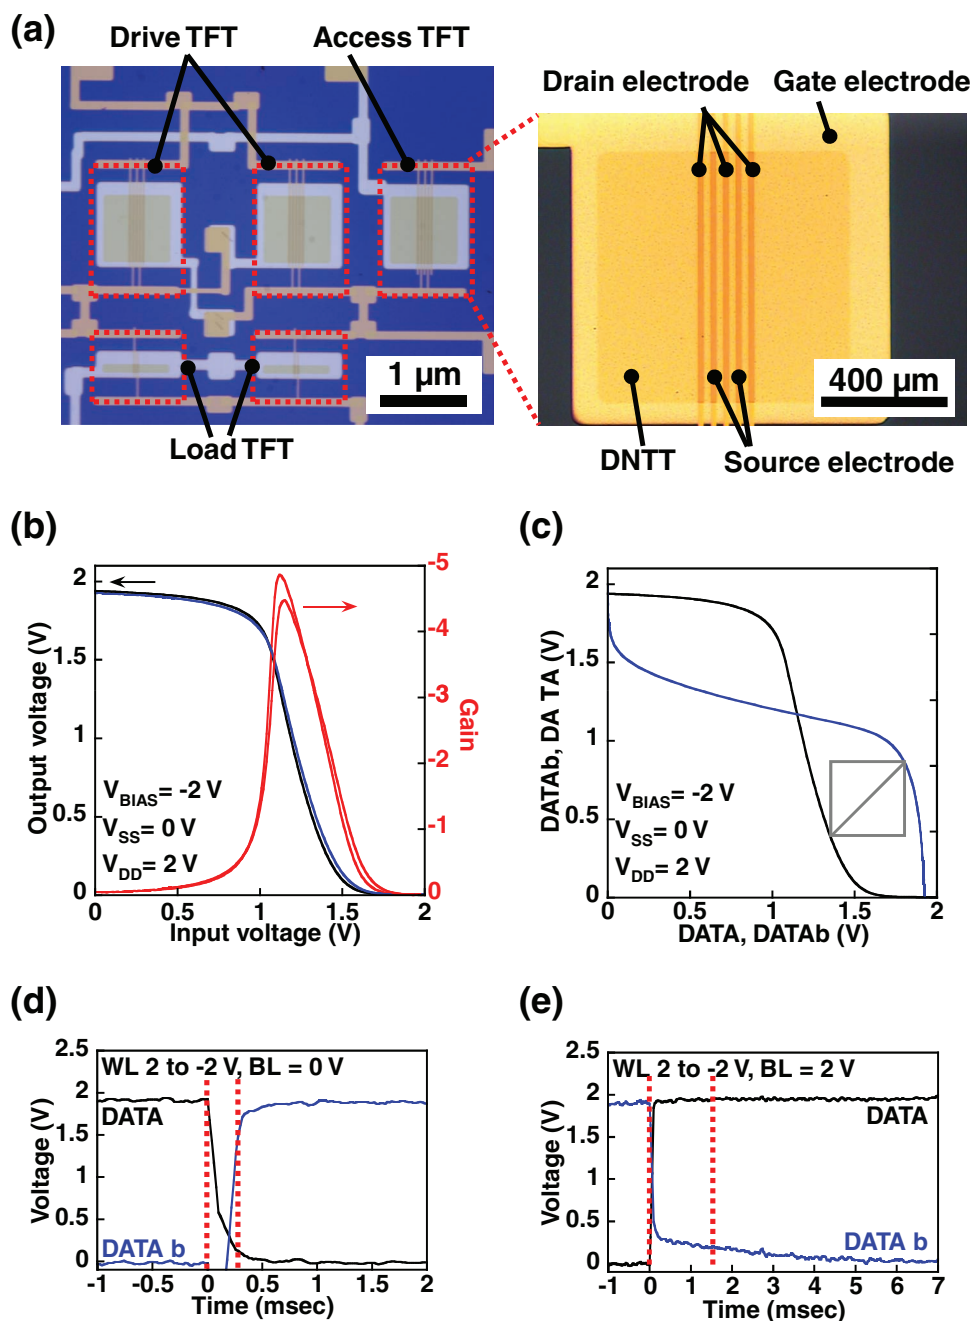 (a)
Drive TFT
Access TFT
Drain electrode
Gate electrode
1 µm
400 µm
Load TFT
DNTT
Source electrode
(b)
Output voltage (V)
2
1.5
1
0.5
0
-5
-4
-3
-2
-1
0
Gain
V_BIAS = -2 V
V_SS = 0 V
V_DD = 2 V
0 0.5 1 1.5 2
Input voltage (V)
(c)
DATAb, DA TA (V)
2
1.5
1
0.5
0
V_BIAS = -2 V
V_SS = 0 V
V_DD = 2 V
0 0.5 1 1.5 2
DATA, DATAb (V)
(d)
Voltage (V)
2.5
2
1.5
1
0.5
0
WL 2 to -2 V, BL = 0 V
DATA
DATA b
-1 -0.5 0 0.5 1 1.5 2
Time (msec)
(e)
Voltage (V)
2.5
2
1.5
1
0.5
0
WL 2 to -2 V, BL = 2 V
DATA
DATA b
-1 0 1 2 3 4 5 6 7
Time (msec)